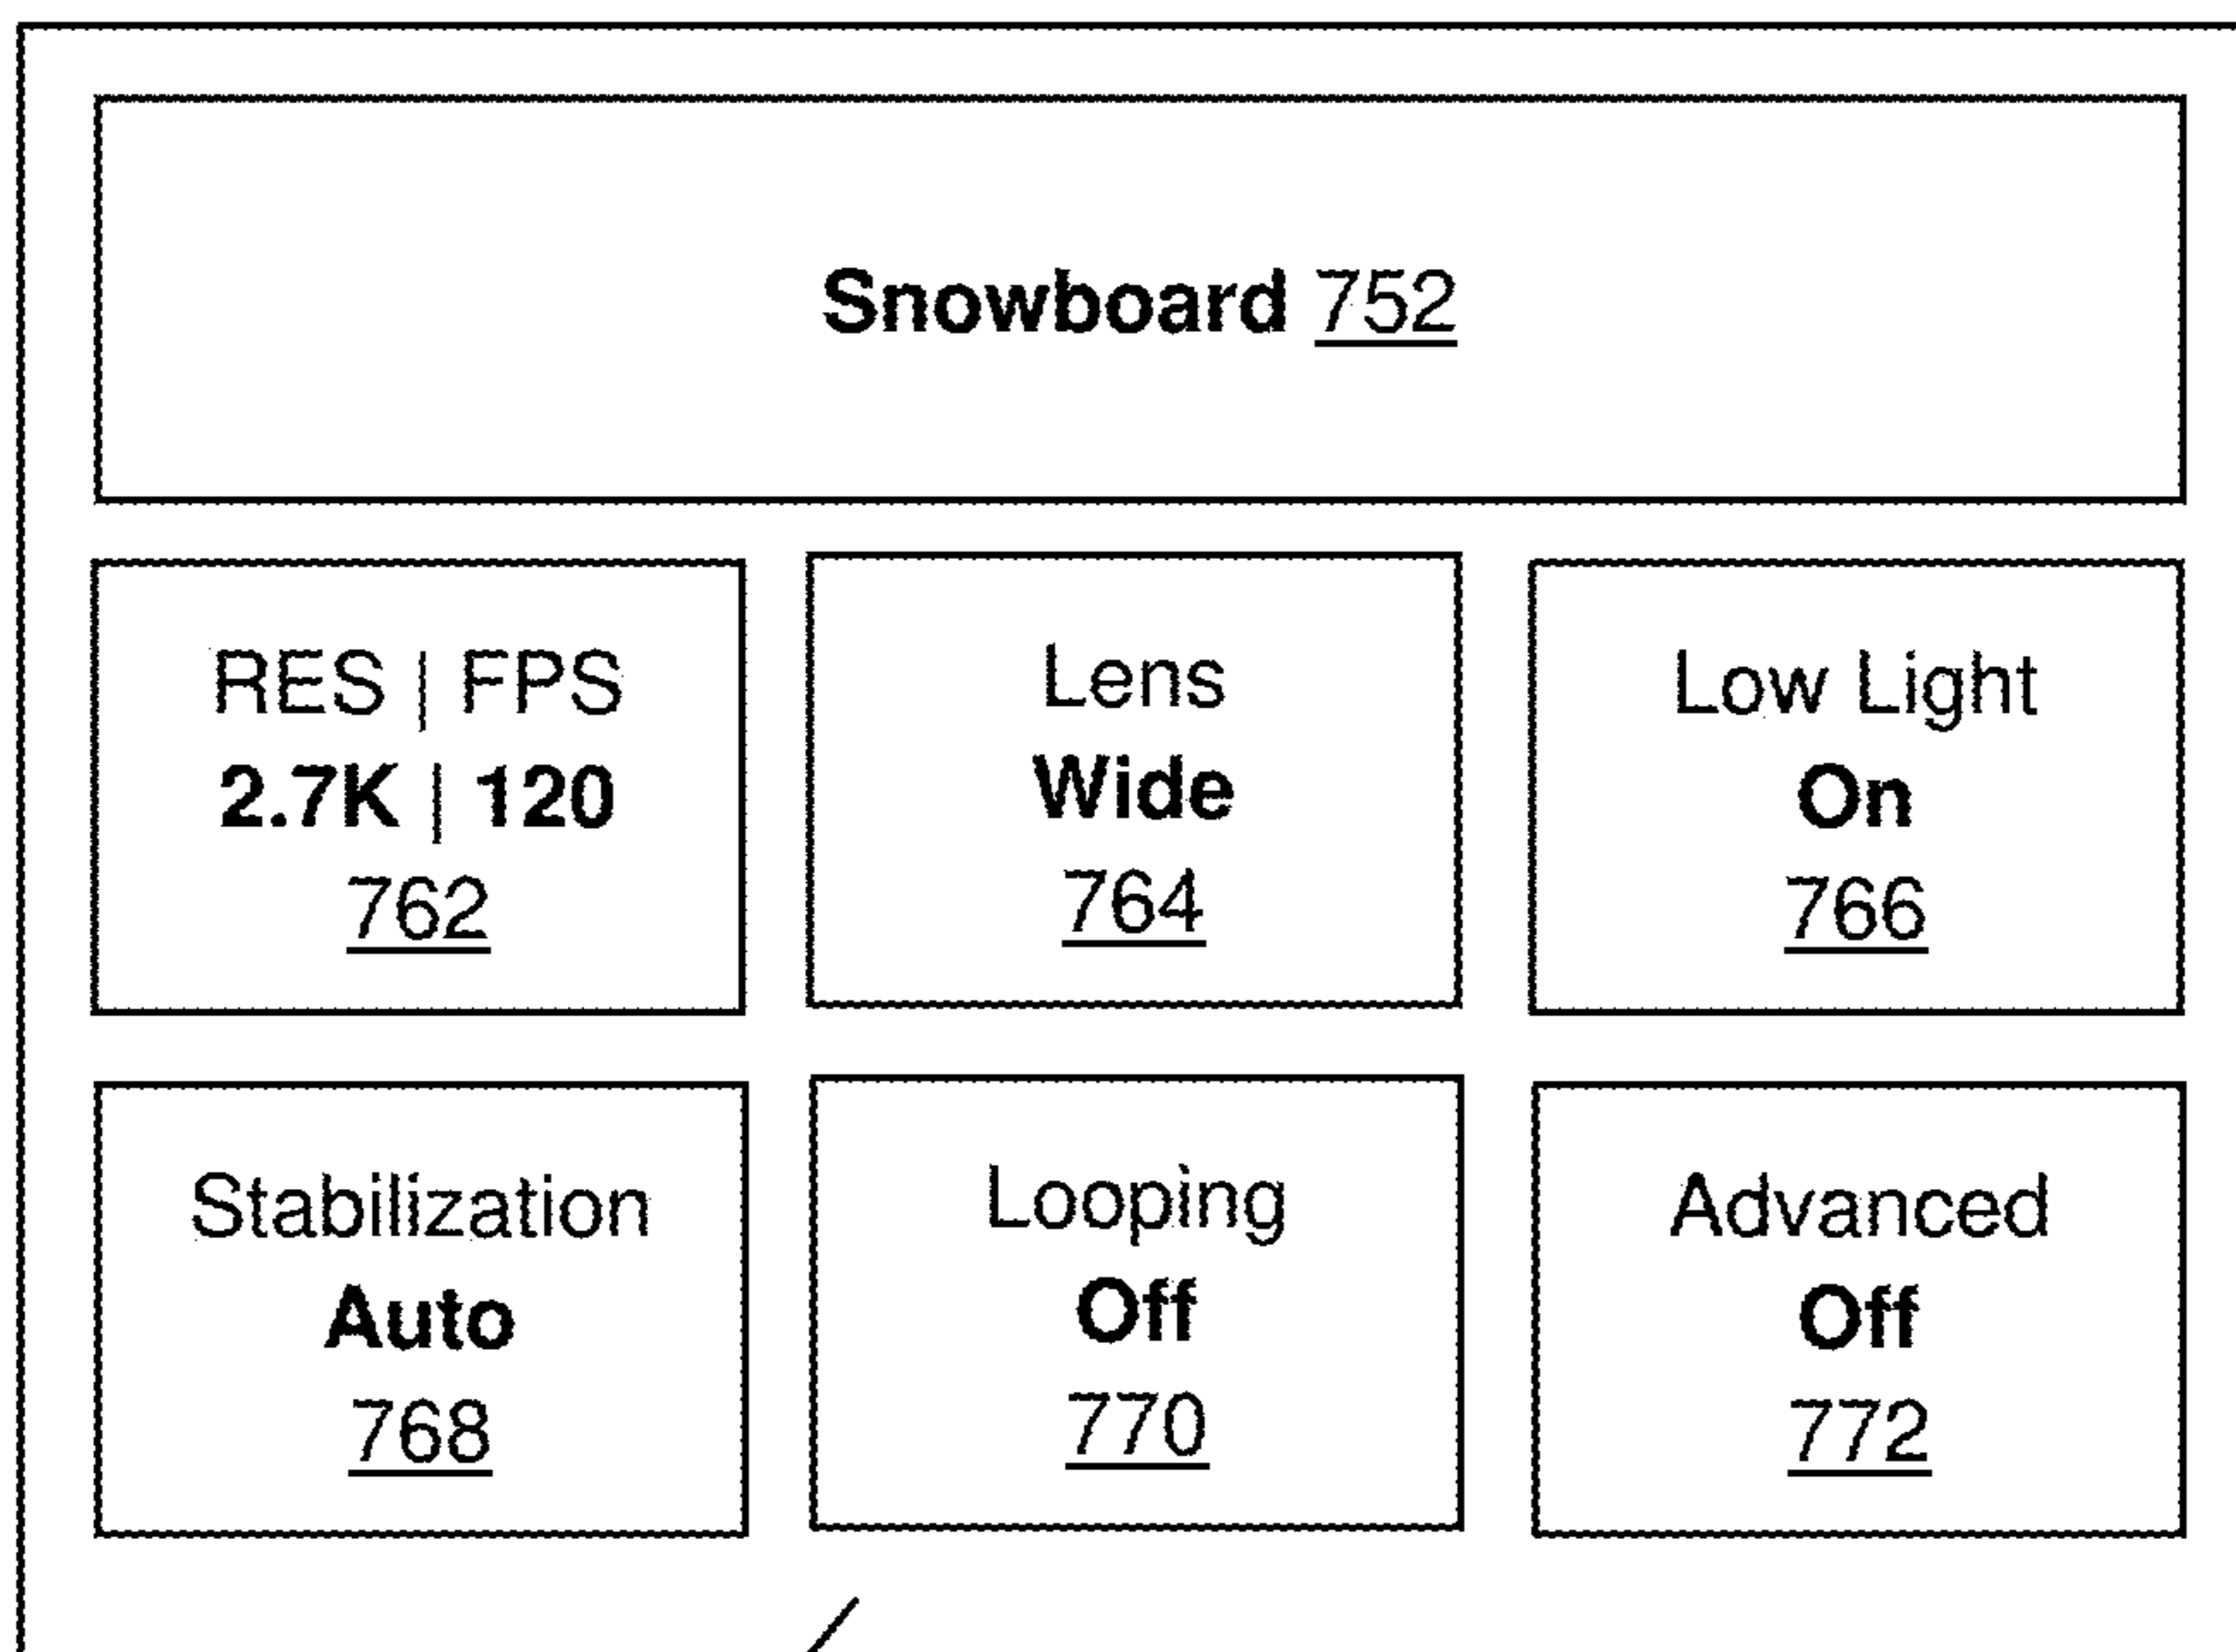 Snowboard 752
RES | FPS
2.7K | 120
762
Lens
Wide
764
Low Light
On
766
Stabilization
Auto
768
Looping
Off
770
Advanced
Off
772